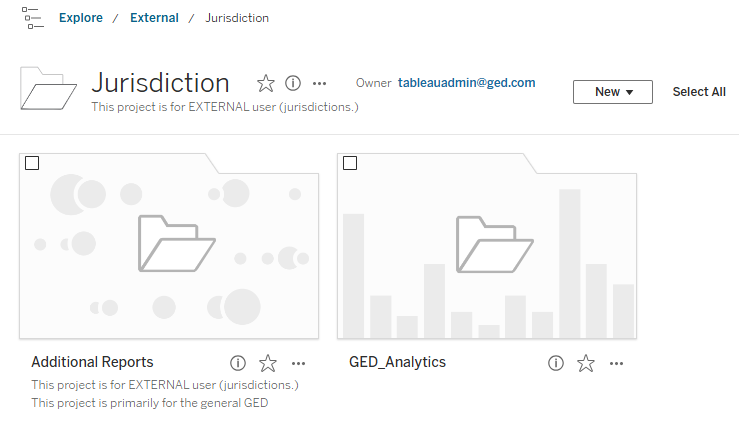 Explore / External / Jurisdiction
Jurisdiction
Owner tableauadmin@ged.com
New
Select All
This project is for EXTERNAL user (jurisdictions.)
Additional Reports
GED_Analytics
This project is for EXTERNAL user (jurisdictions.)
This project is primarily for the general GED